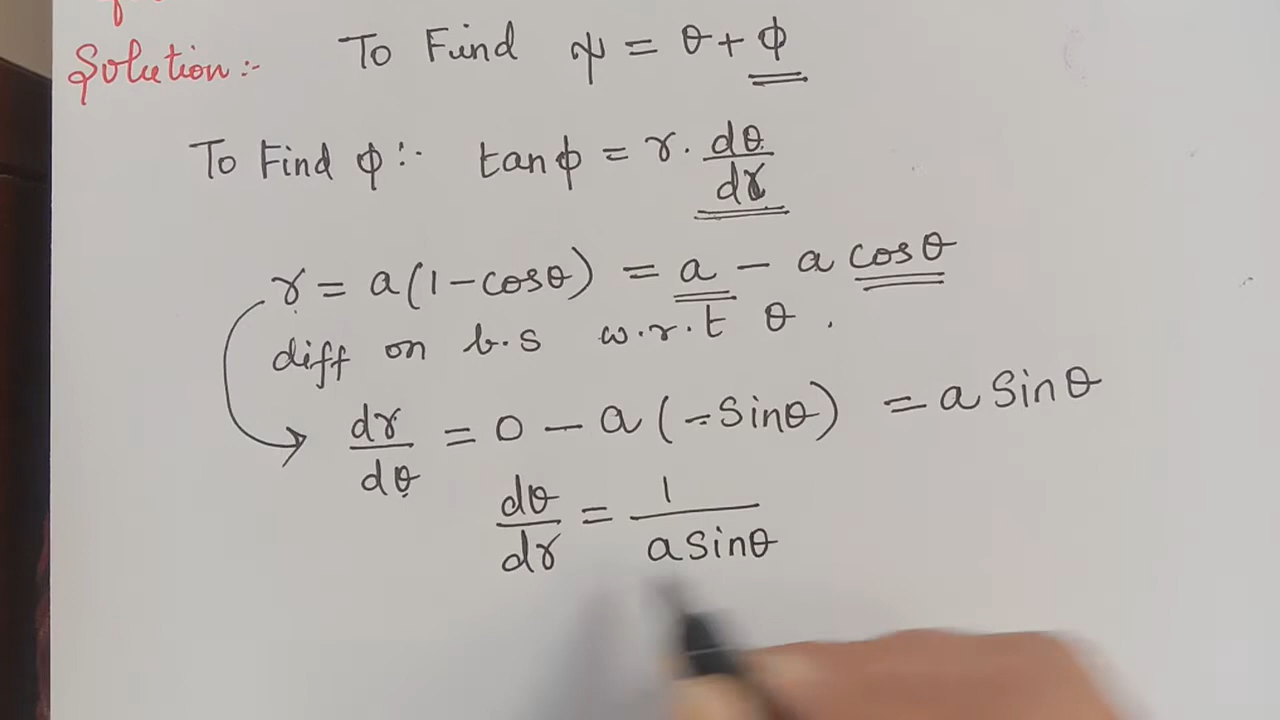 Solution:- To Find ψ = θ + ϕ
To Find ϕ:- tanϕ = r. dθ/dr
r = a(1-cosθ) = a - a cosθ
diff on b.s w.r.t θ.
dr/dθ = 0 - a (-Sinθ) = a Sinθ
dθ/dr = 1/a Sinθ